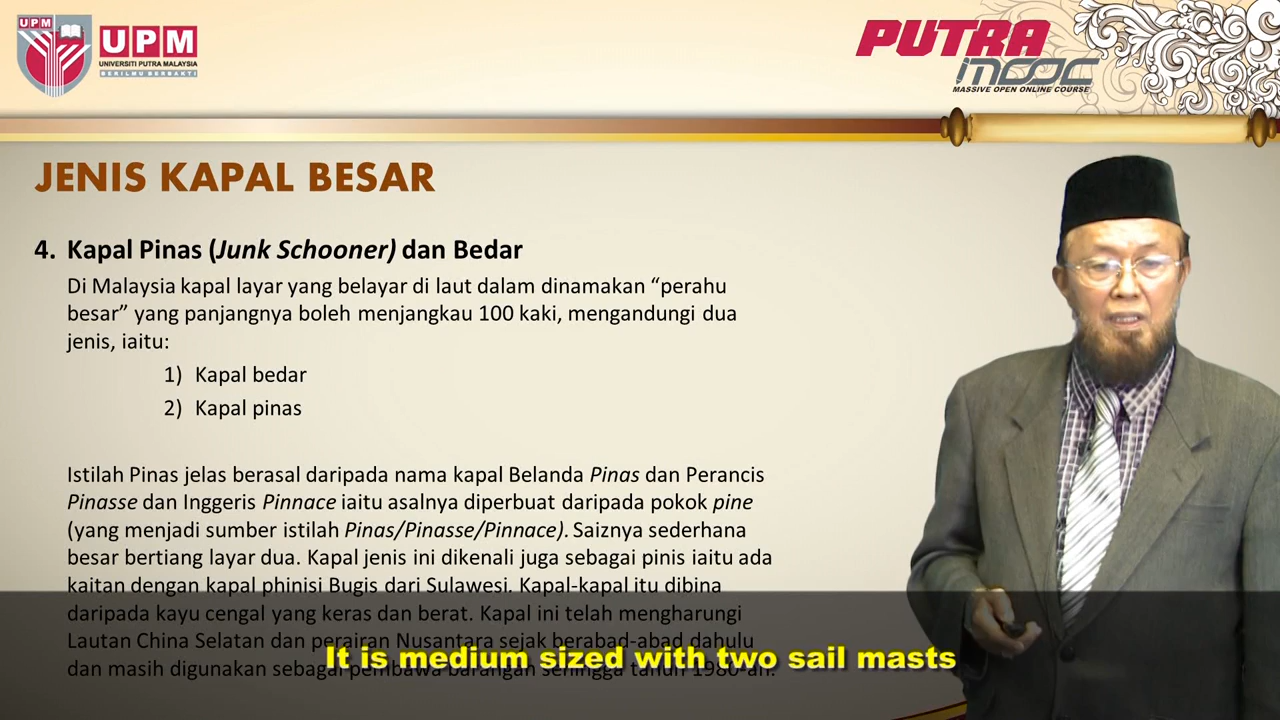 UPM
UPM
UNIVERSITI PUTRA MALAYSIA
BERILMU BERBAKTI
PUTRA
mooc
MASSIVE OPEN ONLINE COURSE
JENIS KAPAL BESAR
4. Kapal Pinas (Junk Schooner) dan Bedar
Di Malaysia kapal layar yang belayar di laut dalam dinamakan “perahu
besar” yang panjangnya boleh menjangkau 100 kaki, mengandungi dua
jenis, iaitu:
1) Kapal bedar
2) Kapal pinas
Istilah Pinas jelas berasal daripada nama kapal Belanda Pinas dan Perancis
Pinasse dan Inggeris Pinnace iaitu asalnya diperbuat daripada pokok pine
(yang menjadi sumber istilah Pinas/Pinasse/Pinnace). Saiznya sederhana
besar bertiang layar dua. Kapal jenis ini dikenali juga sebagai pinis iaitu ada
kaitan dengan kapal phinisi Bugis dari Sulawesi. Kapal-kapal itu dibina
daripada kayu cengal yang keras dan berat. Kapal ini telah mengharungi
Lautan China Selatan dan perairan Nusantara sejak berabad-abad dahulu
dan masih digunakan sebagai pembawa barangan sehingga tahun 1980-an.
It is medium sized with two sail masts